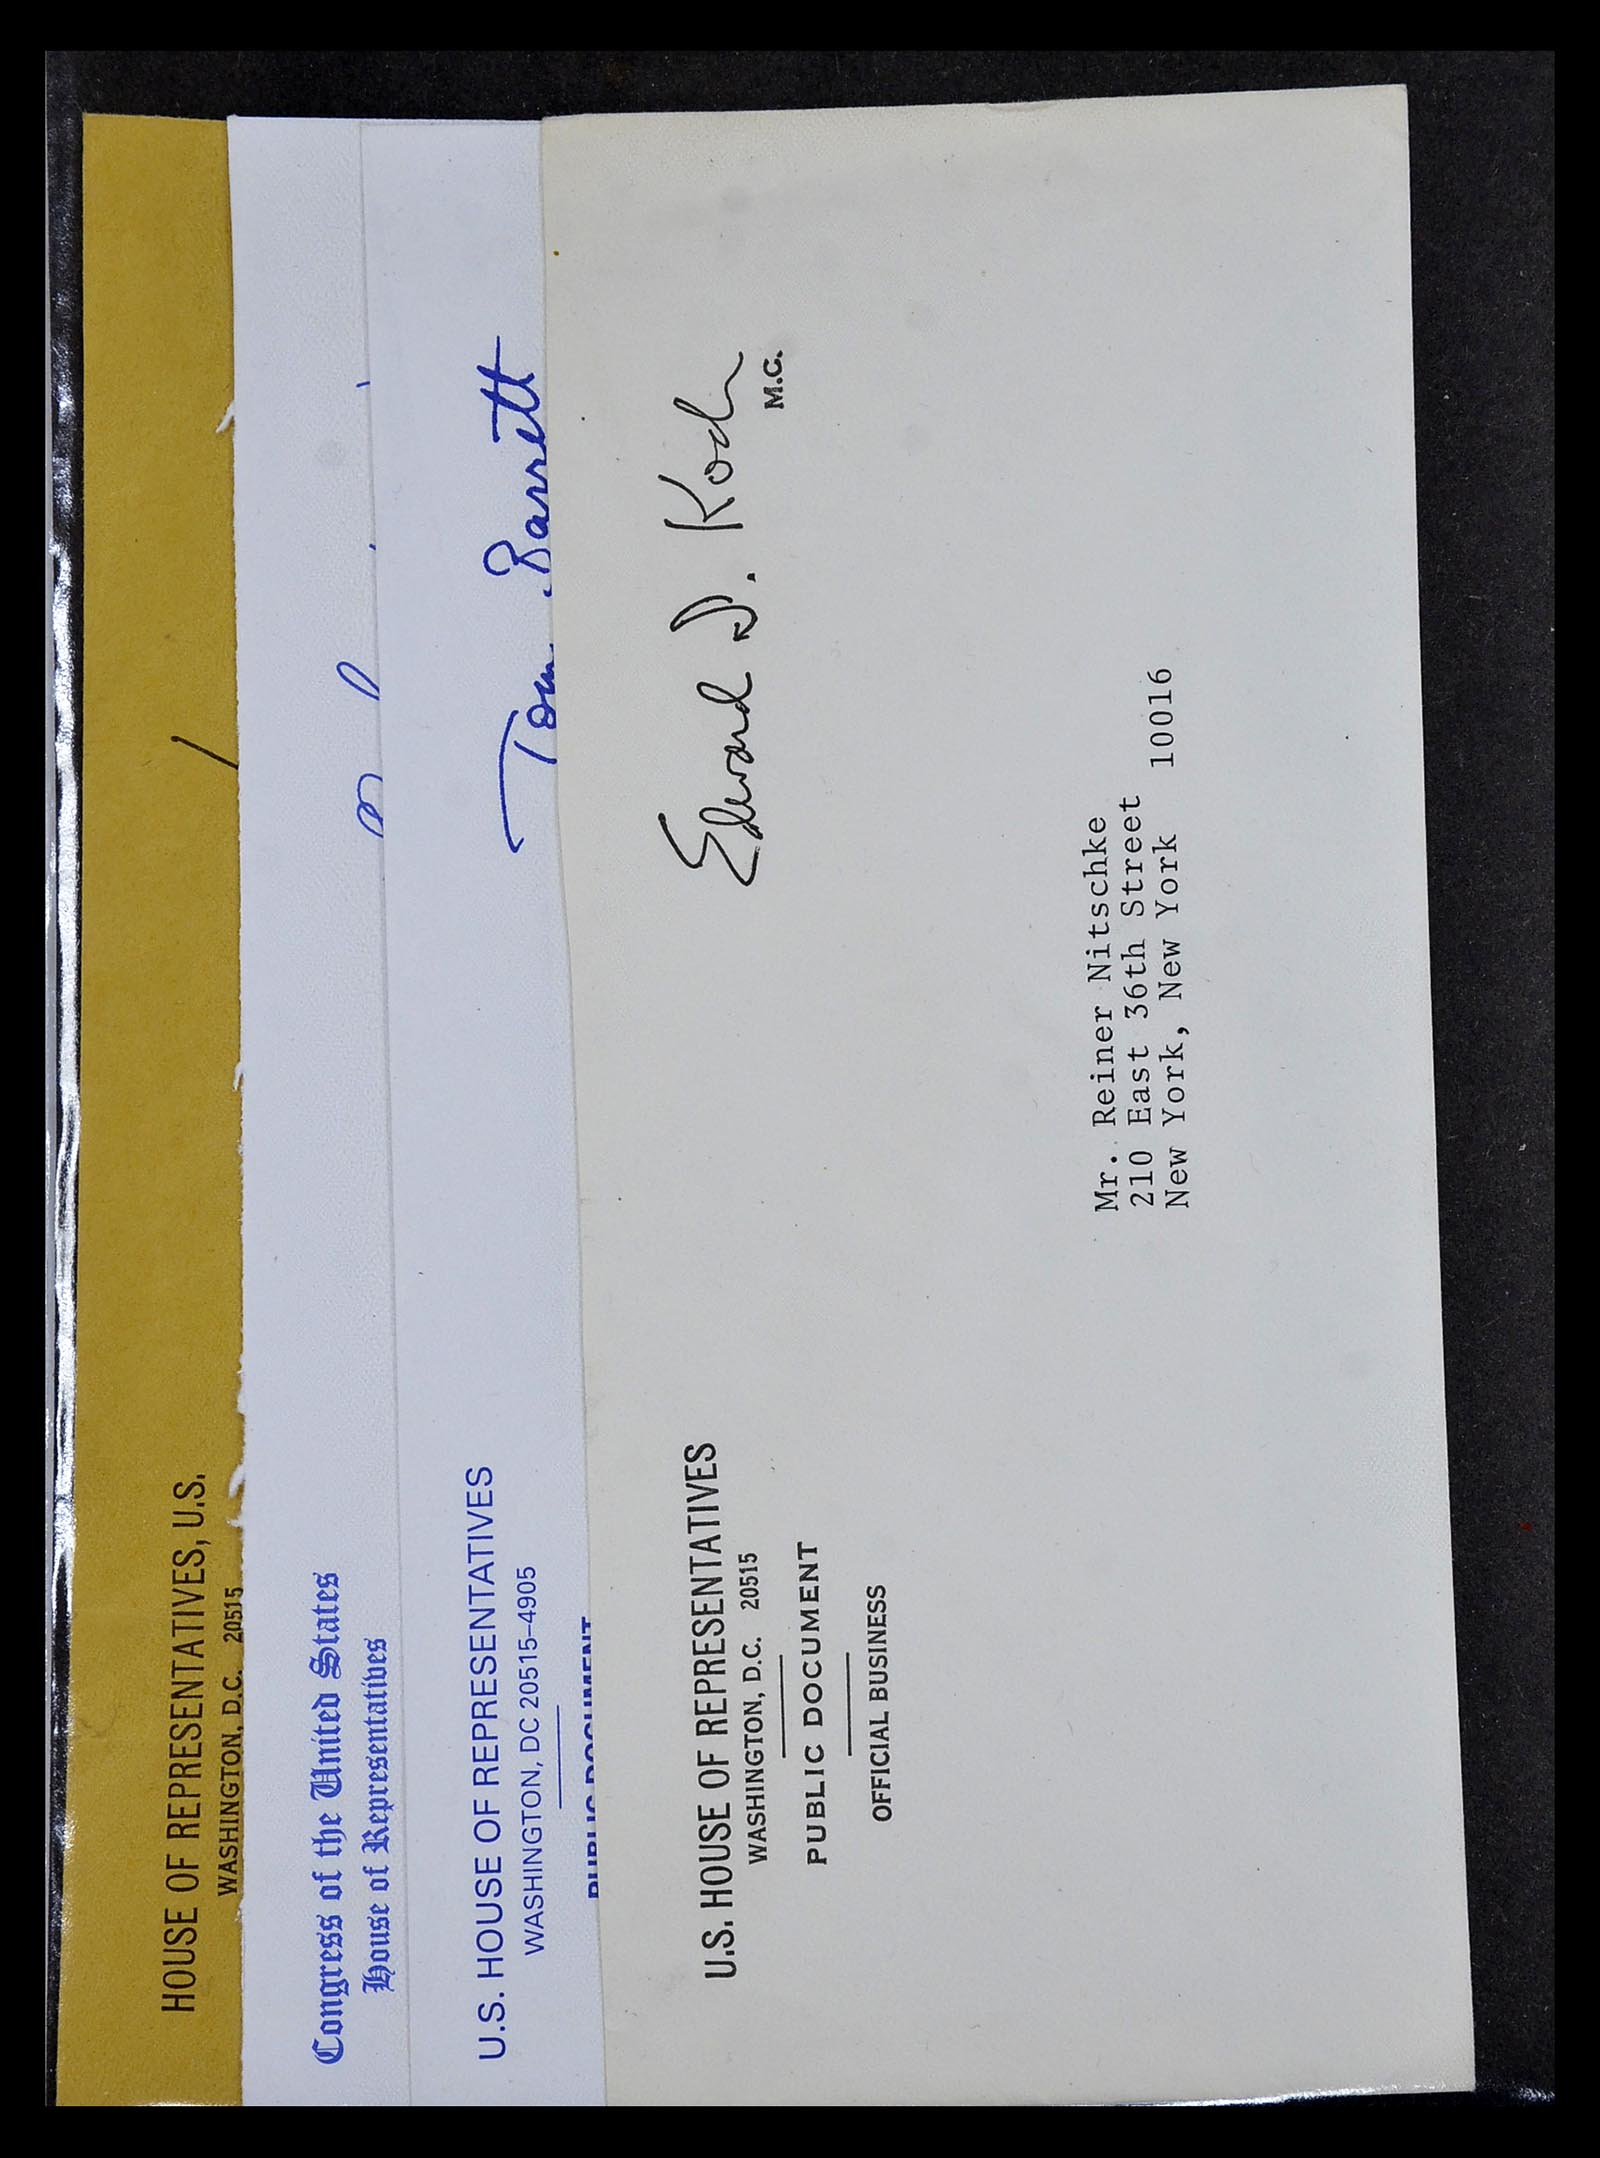 HOUSE OF REPRESENTATIVES, U.S.
WASHINGTON, D.C. 20515
Congress of the United States
House of Representatives
U.S. HOUSE OF REPRESENTATIVES
WASHINGTON, DC 20515-4905
PUBLIC DOCUMENT
Tom Barrett
U.S. HOUSE OF REPRESENTATIVES
WASHINGTON, D.C. 20515
PUBLIC DOCUMENT
OFFICIAL BUSINESS
Edward I. Koch
M.C.
Mr. Reiner Nitschke
210 East 36th Street
New York, New York 10016